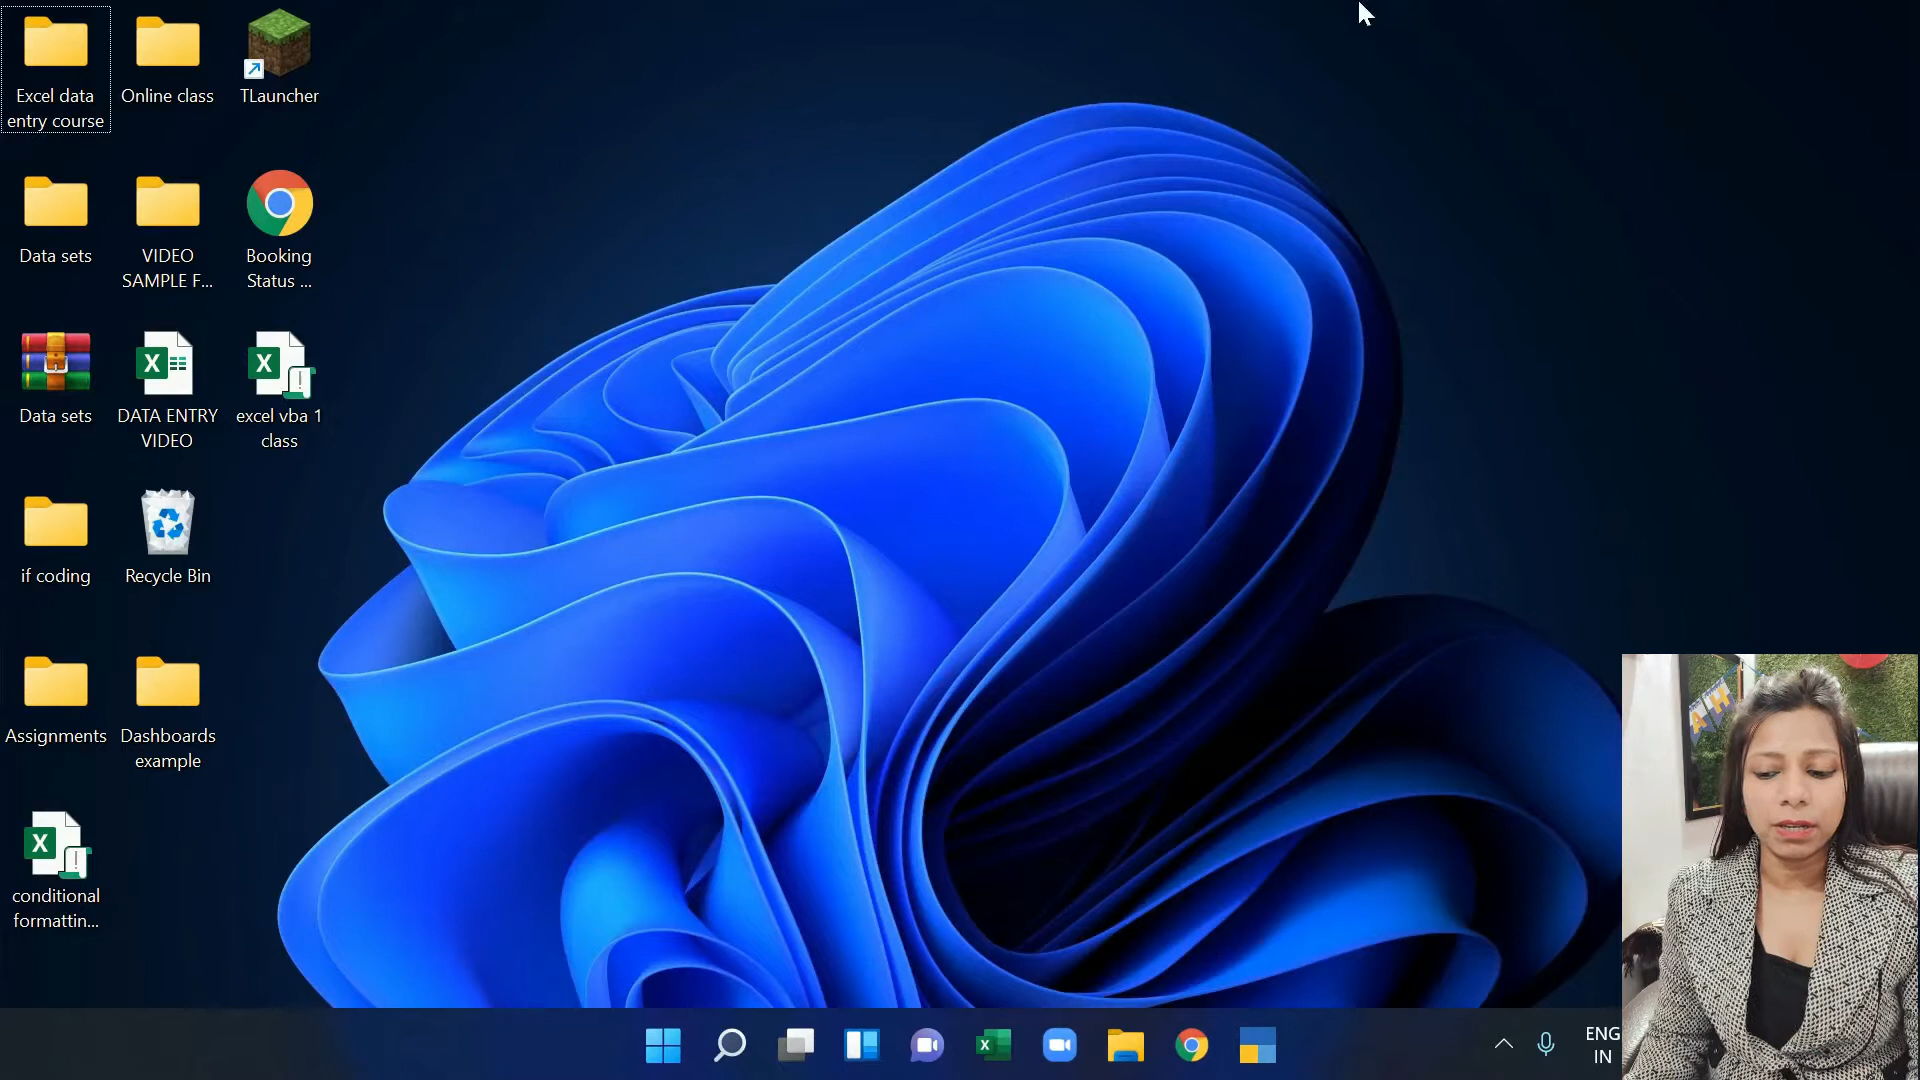 Excel data
entry course
Online class
TLauncher
Data sets
VIDEO
SAMPLE F...
Booking
Status ...
Data sets
DATA ENTRY
VIDEO
excel vba 1
class
if coding
Recycle Bin
Assignments
Dashboards
example
conditional
formattin...
ENG
IN
A H